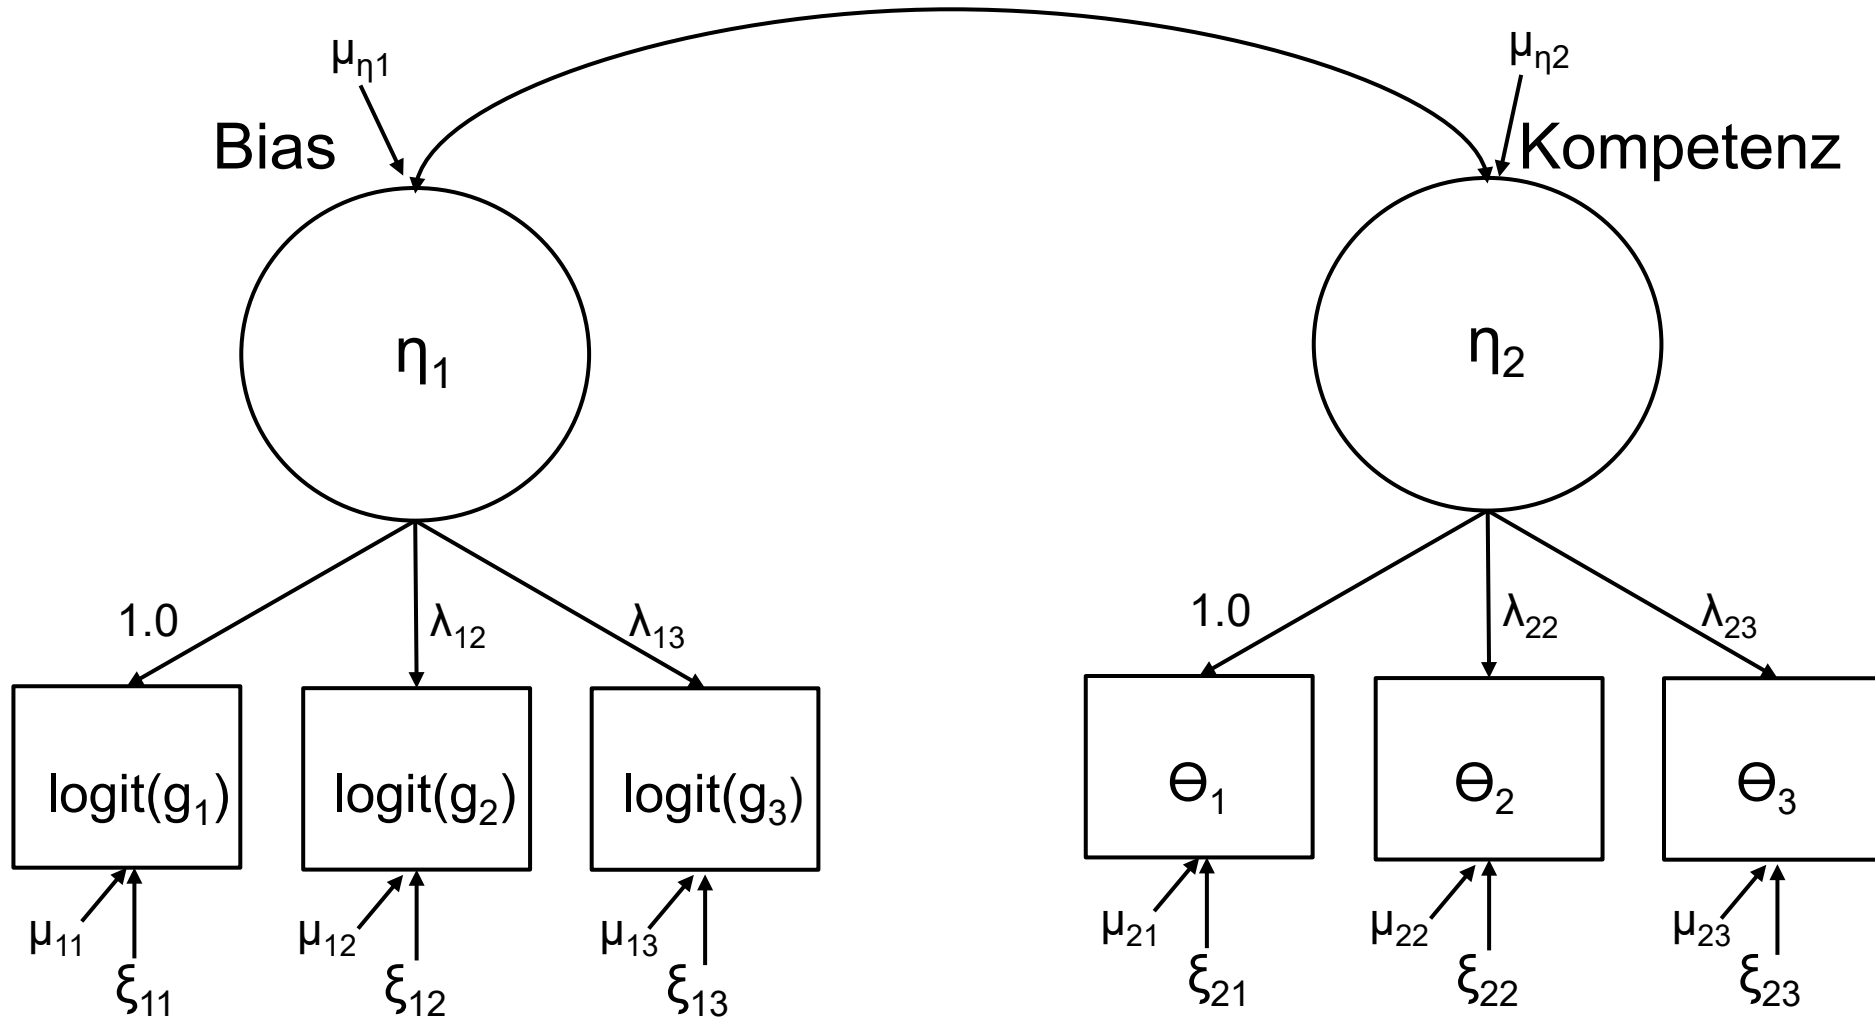 μη1
μη2
Bias
Kompetenz
η1
η2
1.0
λ12
λ13
1.0
λ22
λ23
logit(g1)
logit(g2)
logit(g3)
ϴ1
ϴ2
ϴ3
μ11
μ12
μ13
μ21
μ22
μ23
ξ11
ξ12
ξ13
ξ21
ξ22
ξ23